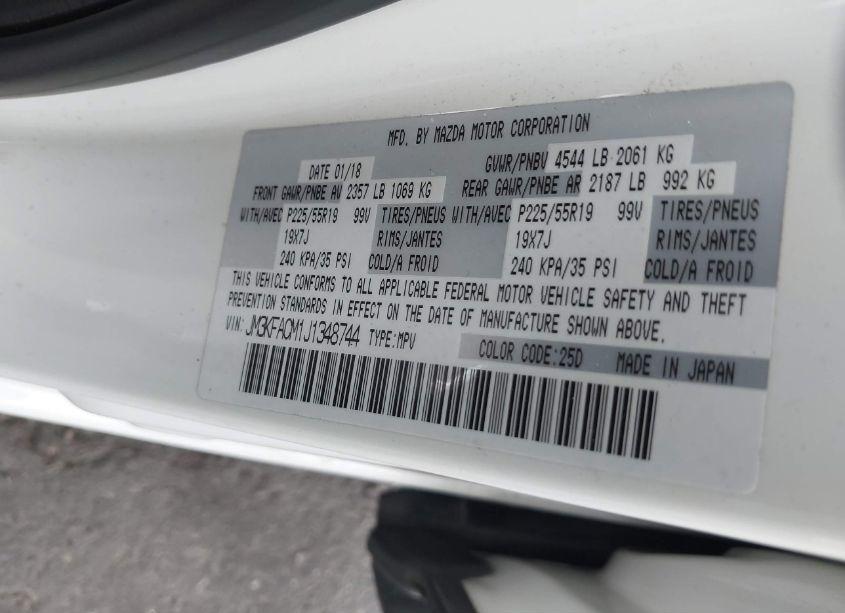 MFD. BY MAZDA MOTOR CORPORATION
DATE 01/18 GVWR/PNBV 4544 LB 2061 KG
FRONT GAWR/PNBE AV 2357 LB 1069 KG REAR GAWR/PNBE AR 2187 LB 992 KG
WITH/AVEC P225/55R19 99V TIRES/PNEUS WITH/AVEC P225/55R19 99V TIRES/PNEUS
19X7J RIMS/JANTES 19X7J RIMS/JANTES
240 KPA/35 PSI COLD/A FROID 240 KPA/35 PSI COLD/A FROID
THIS VEHICLE CONFORMS TO ALL APPLICABLE FEDERAL MOTOR VEHICLE SAFETY AND THEFT
PREVENTION STANDARDS IN EFFECT ON THE DATE OF MANUFACTURE SHOWN ABOVE.
VIN: JM3KFACM1J1348744 TYPE:MPV
COLOR CODE:25D MADE IN JAPAN